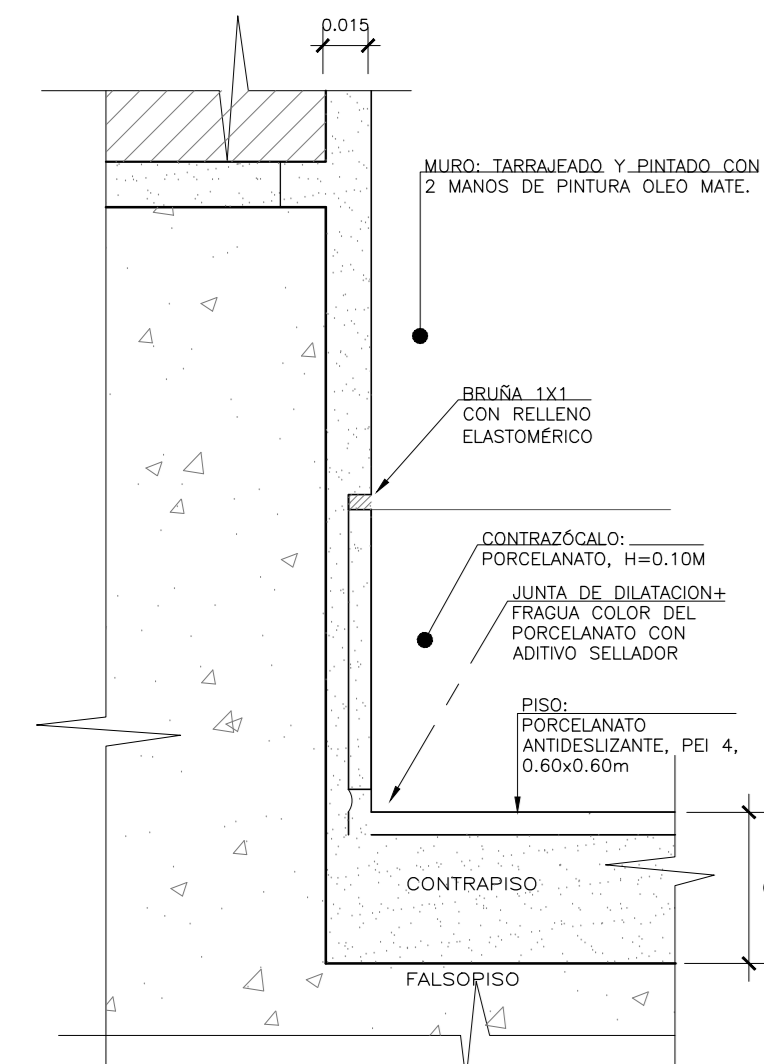 0.015
MURO: TARRAJEADO Y PINTADO CON
2 MANOS DE PINTURA OLEO MATE.
BRUÑA 1X1
CON RELLENO
ELASTOMÉRICO
CONTRAZÓCALO:
PORCELANATO, H=0.10M
JUNTA DE DILATACION+
FRAGUA COLOR DEL
PORCELANATO CON
ADITIVO SELLADOR
PISO:
PORCELANATO
ANTIDESLIZANTE, PEI 4,
0.60x0.60m
CONTRAPISO
FALSOPISO